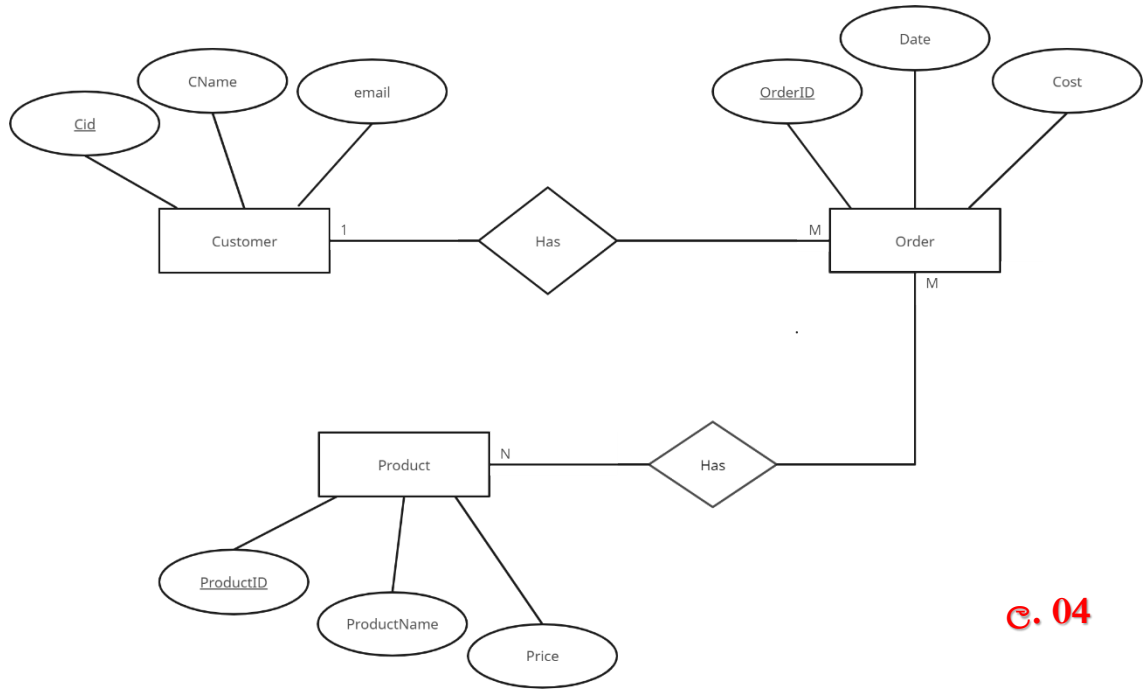 Date
CName
Cost
email
OrderID
Cid
1
M
Customer
Has
Order
M
N
Product
Has
ProductID
ProductName
Price
උ. 04